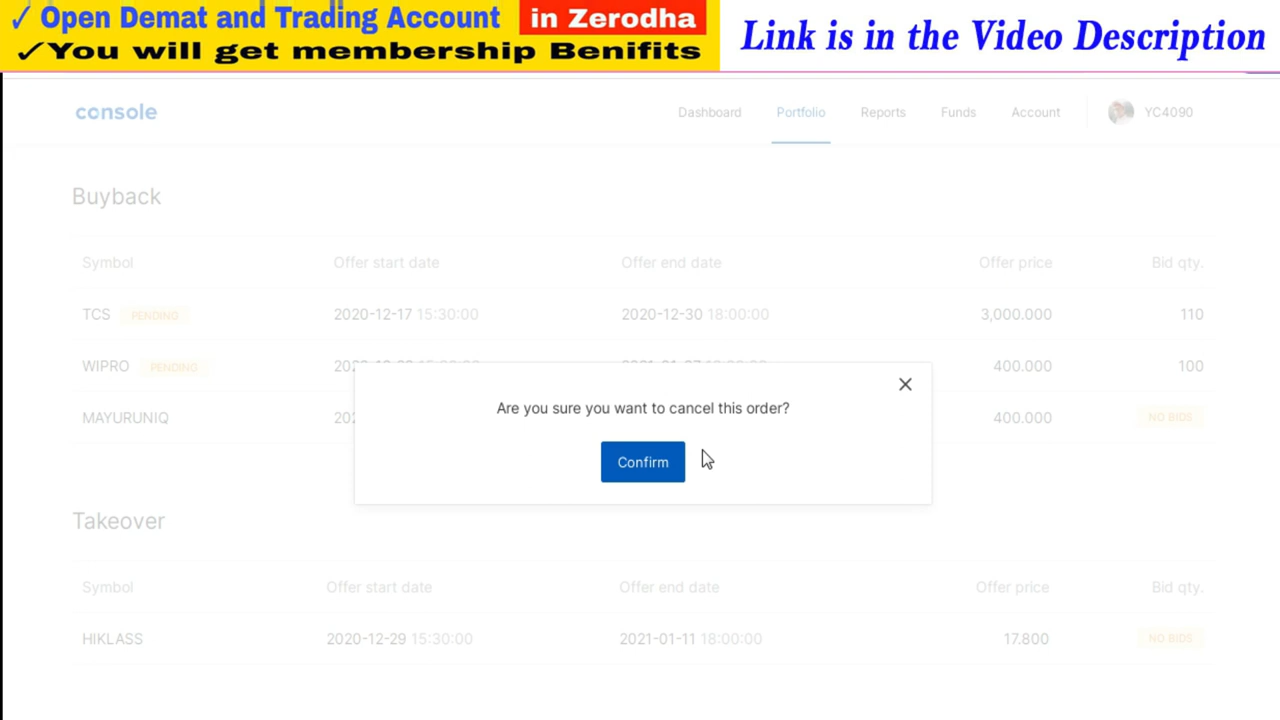 ✓ Open Demat and Trading Account in Zerodha
✓You will get membership Benifits
Link is in the Video Description
console
Dashboard Portfolio Reports Funds Account YC4090
Buyback
Symbol Offer start date Offer end date Offer price Bid qty.
TCS PENDING 2020-12-17 15:30:00 2020-12-30 18:00:00 3,000.000 110
WIPRO PENDING 400.000 100
MAYURUNIQ 400.000 NO BIDS
Are you sure you want to cancel this order?
Confirm
Takeover
Symbol Offer start date Offer end date Offer price Bid qty.
HIKLASS 2020-12-29 15:30:00 2021-01-11 18:00:00 17.800 NO BIDS